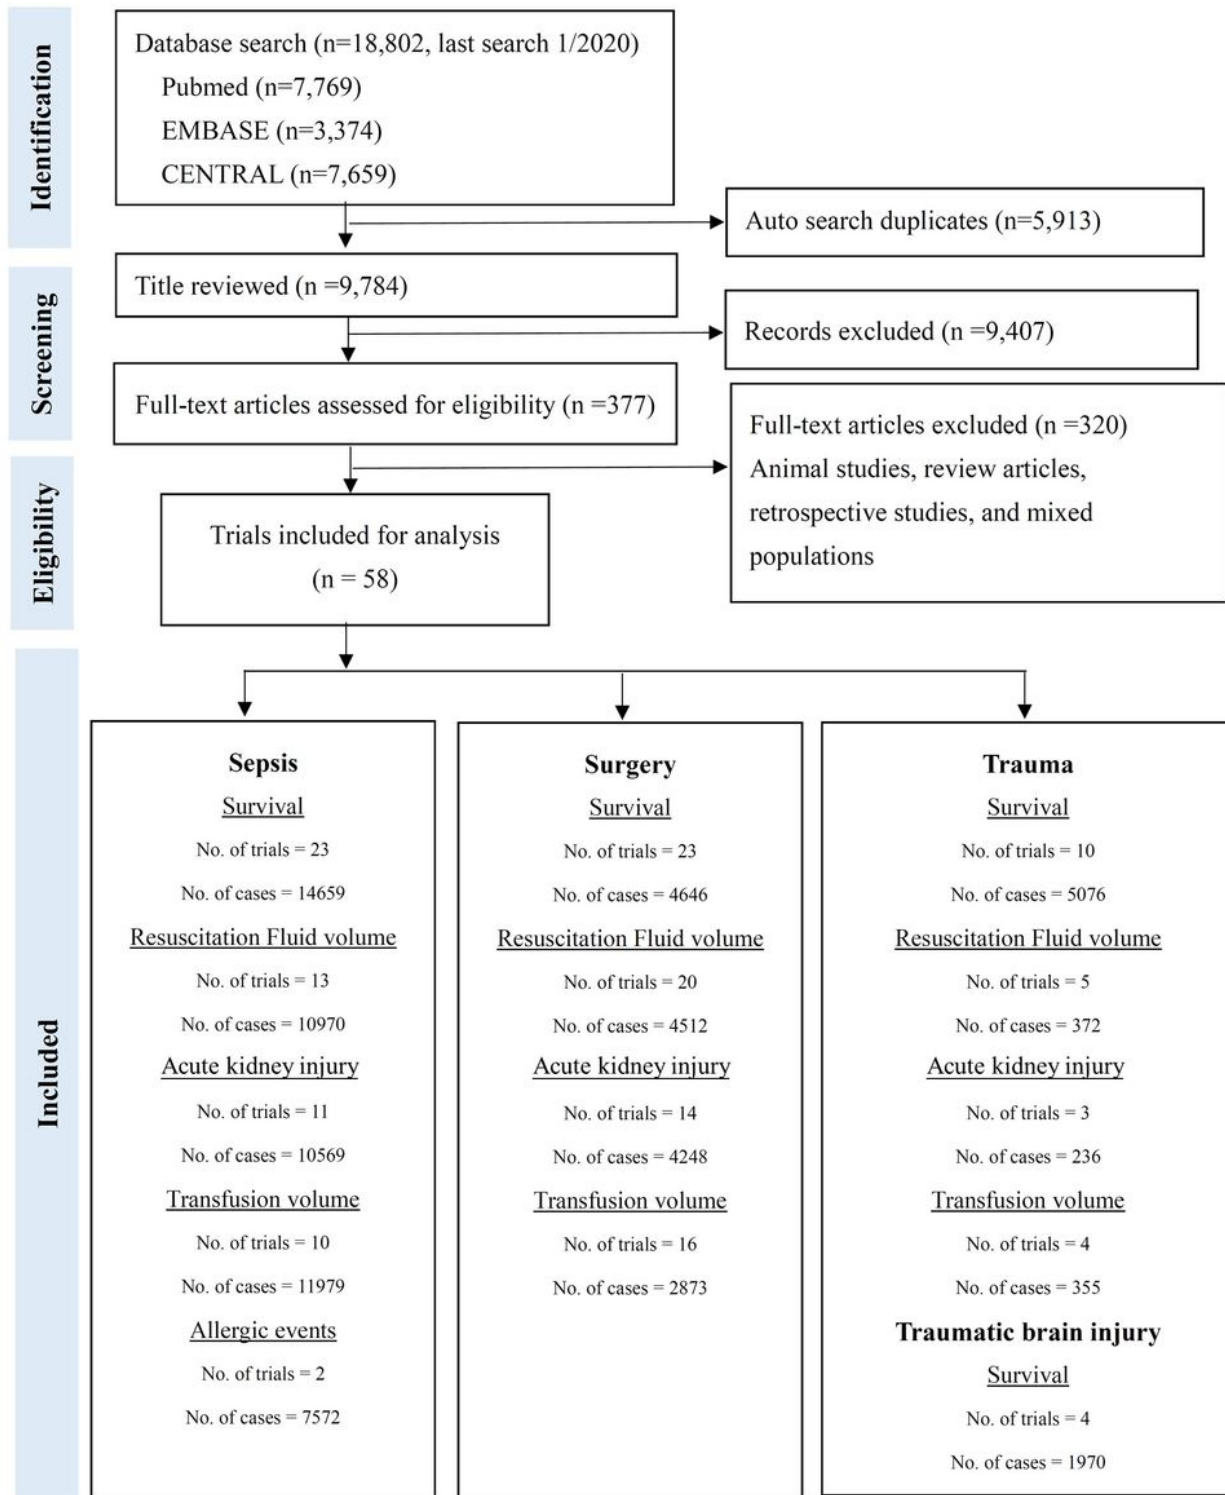 Identification
Database search (n=18,802, last search 1/2020)
Pubmed (n=7,769)
EMBASE (n=3,374)
CENTRAL (n=7,659)
Auto search duplicates (n=5,913)
Screening
Title reviewed (n =9,784)
Records excluded (n =9,407)
Full-text articles assessed for eligibility (n =377)
Full-text articles excluded (n =320)
Animal studies, review articles,
retrospective studies, and mixed
populations
Eligibility
Trials included for analysis
(n = 58)
Included
Sepsis
Survival
No. of trials = 23
No. of cases = 14659
Resuscitation Fluid volume
No. of trials = 13
No. of cases = 10970
Acute kidney injury
No. of trials = 11
No. of cases = 10569
Transfusion volume
No. of trials = 10
No. of cases = 11979
Allergic events
No. of trials = 2
No. of cases = 7572
Surgery
Survival
No. of trials = 23
No. of cases = 4646
Resuscitation Fluid volume
No. of trials = 20
No. of cases = 4512
Acute kidney injury
No. of trials = 14
No. of cases = 4248
Transfusion volume
No. of trials = 16
No. of cases = 2873
Trauma
Survival
No. of trials = 10
No. of cases = 5076
Resuscitation Fluid volume
No. of trials = 5
No. of cases = 372
Acute kidney injury
No. of trials = 3
No. of cases = 236
Transfusion volume
No. of trials = 4
No. of cases = 355
Traumatic brain injury
Survival
No. of trials = 4
No. of cases = 1970